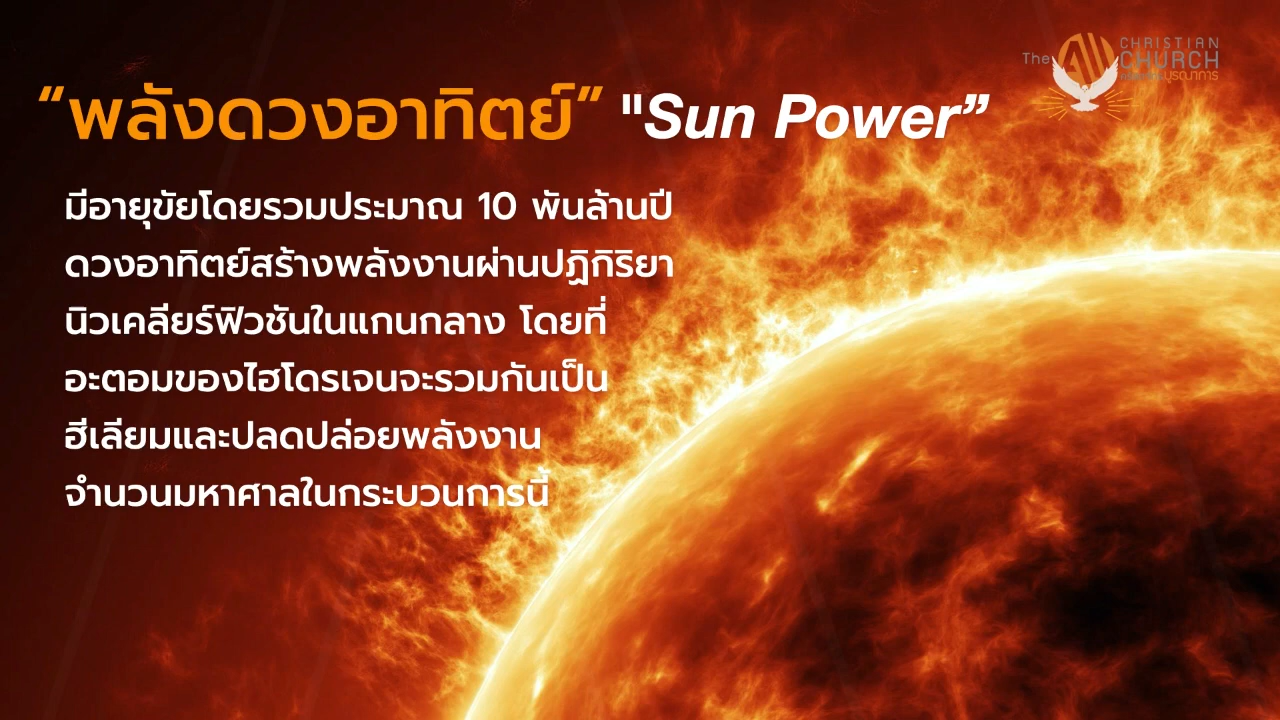 “พลังดวงอาทิตย์” "Sun Power”
มีอายุขัยโดยรวมประมาณ 10 พันล้านปี
ดวงอาทิตย์สร้างพลังงานผ่านปฏิกิริยา
นิวเคลียร์ฟิวชันในแกนกลาง โดยที่
อะตอมของไฮโดรเจนจะรวมกันเป็น
ฮีเลียมและปลดปล่อยพลังงาน
จำนวนมหาศาลในกระบวนการนี้
The All
CHRISTIAN
CHURCH
บูรณาการ